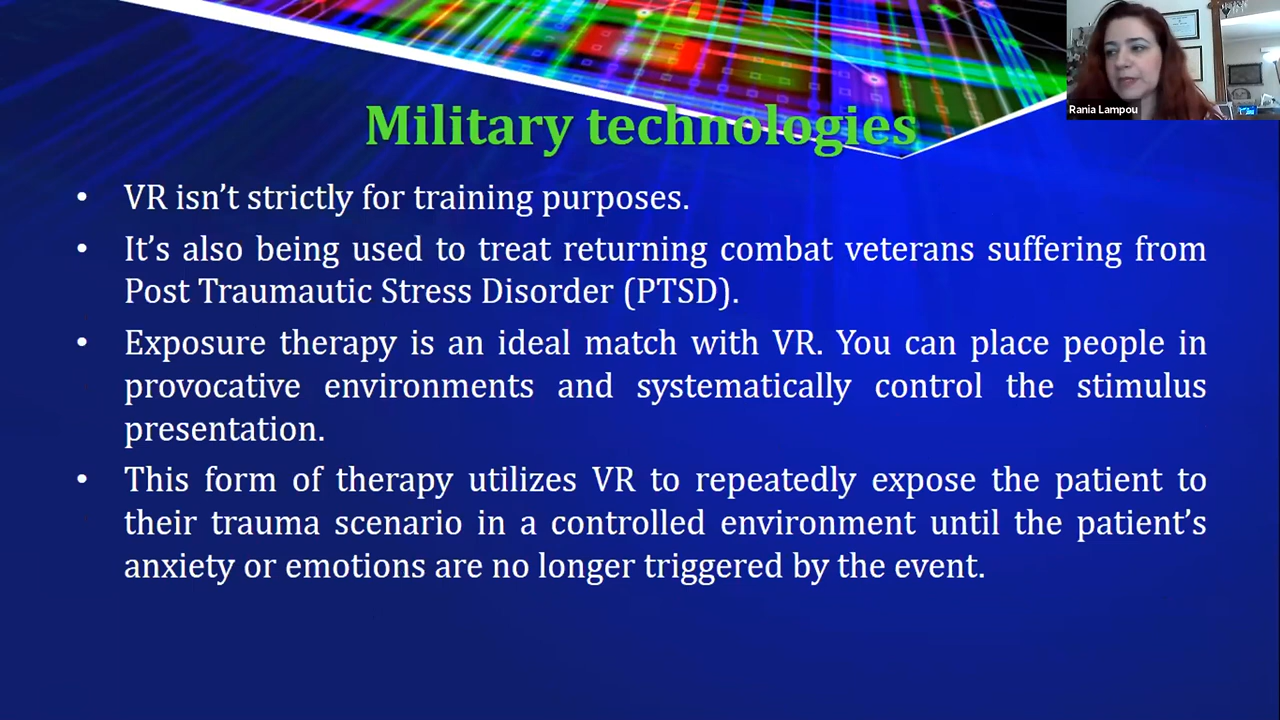 Rania Lampou
Military technologies
• VR isn’t strictly for training purposes.
• It’s also being used to treat returning combat veterans suffering from
Post Traumautic Stress Disorder (PTSD).
• Exposure therapy is an ideal match with VR. You can place people in
provocative environments and systematically control the stimulus
presentation.
• This form of therapy utilizes VR to repeatedly expose the patient to
their trauma scenario in a controlled environment until the patient’s
anxiety or emotions are no longer triggered by the event.